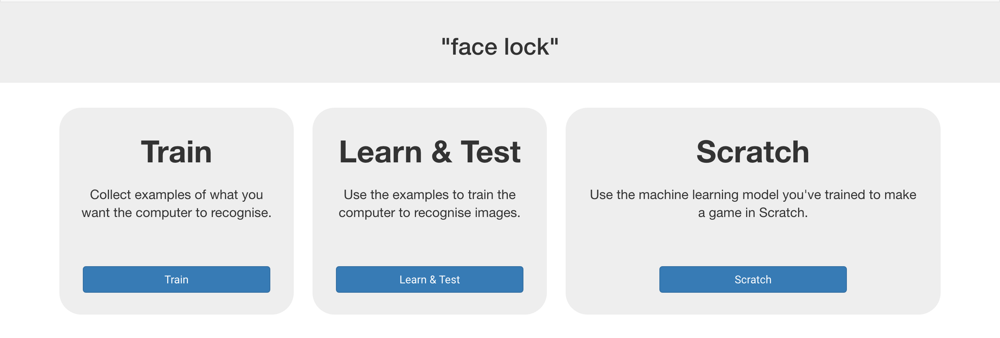 "face lock"
Train
Collect examples of what you
want the computer to recognise.
Train
Learn & Test
Use the examples to train the
computer to recognise images.
Learn & Test
Scratch
Use the machine learning model you've trained to make
a game in Scratch.
Scratch